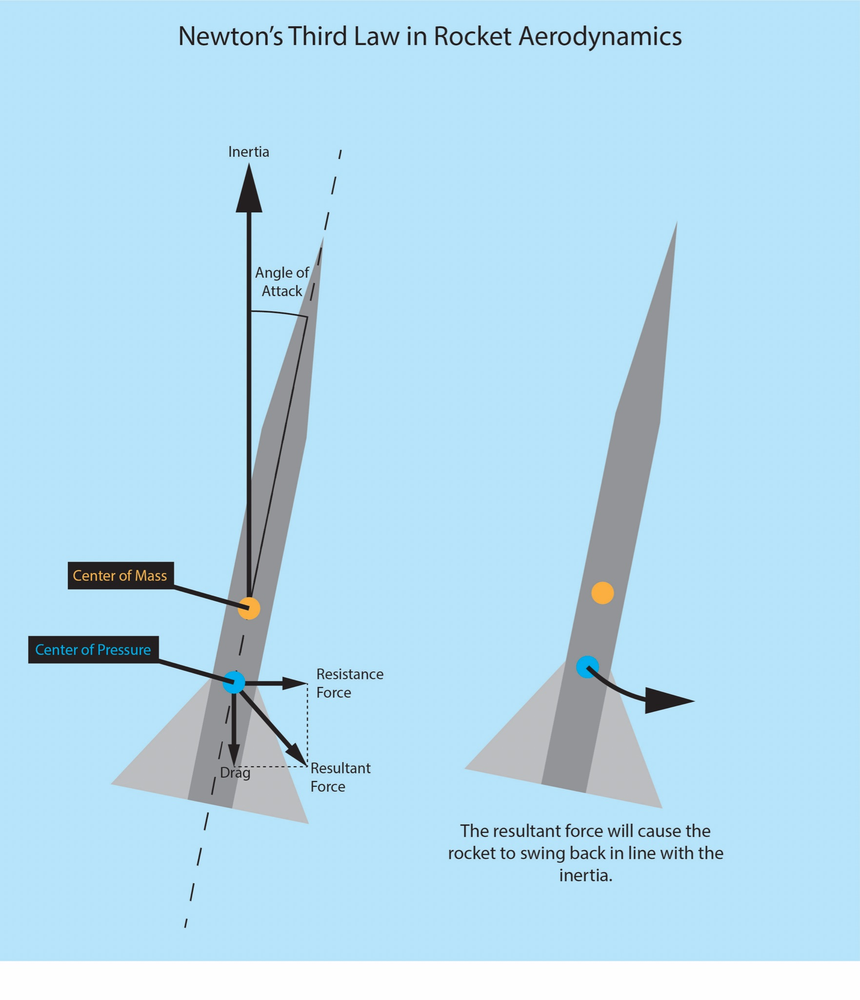 Newton’s Third Law in Rocket Aerodynamics
Inertia
Angle of
Attack
Center of Mass
Center of Pressure
Resistance
Force
Drag
Resultant
Force
The resultant force will cause the
rocket to swing back in line with the
inertia.